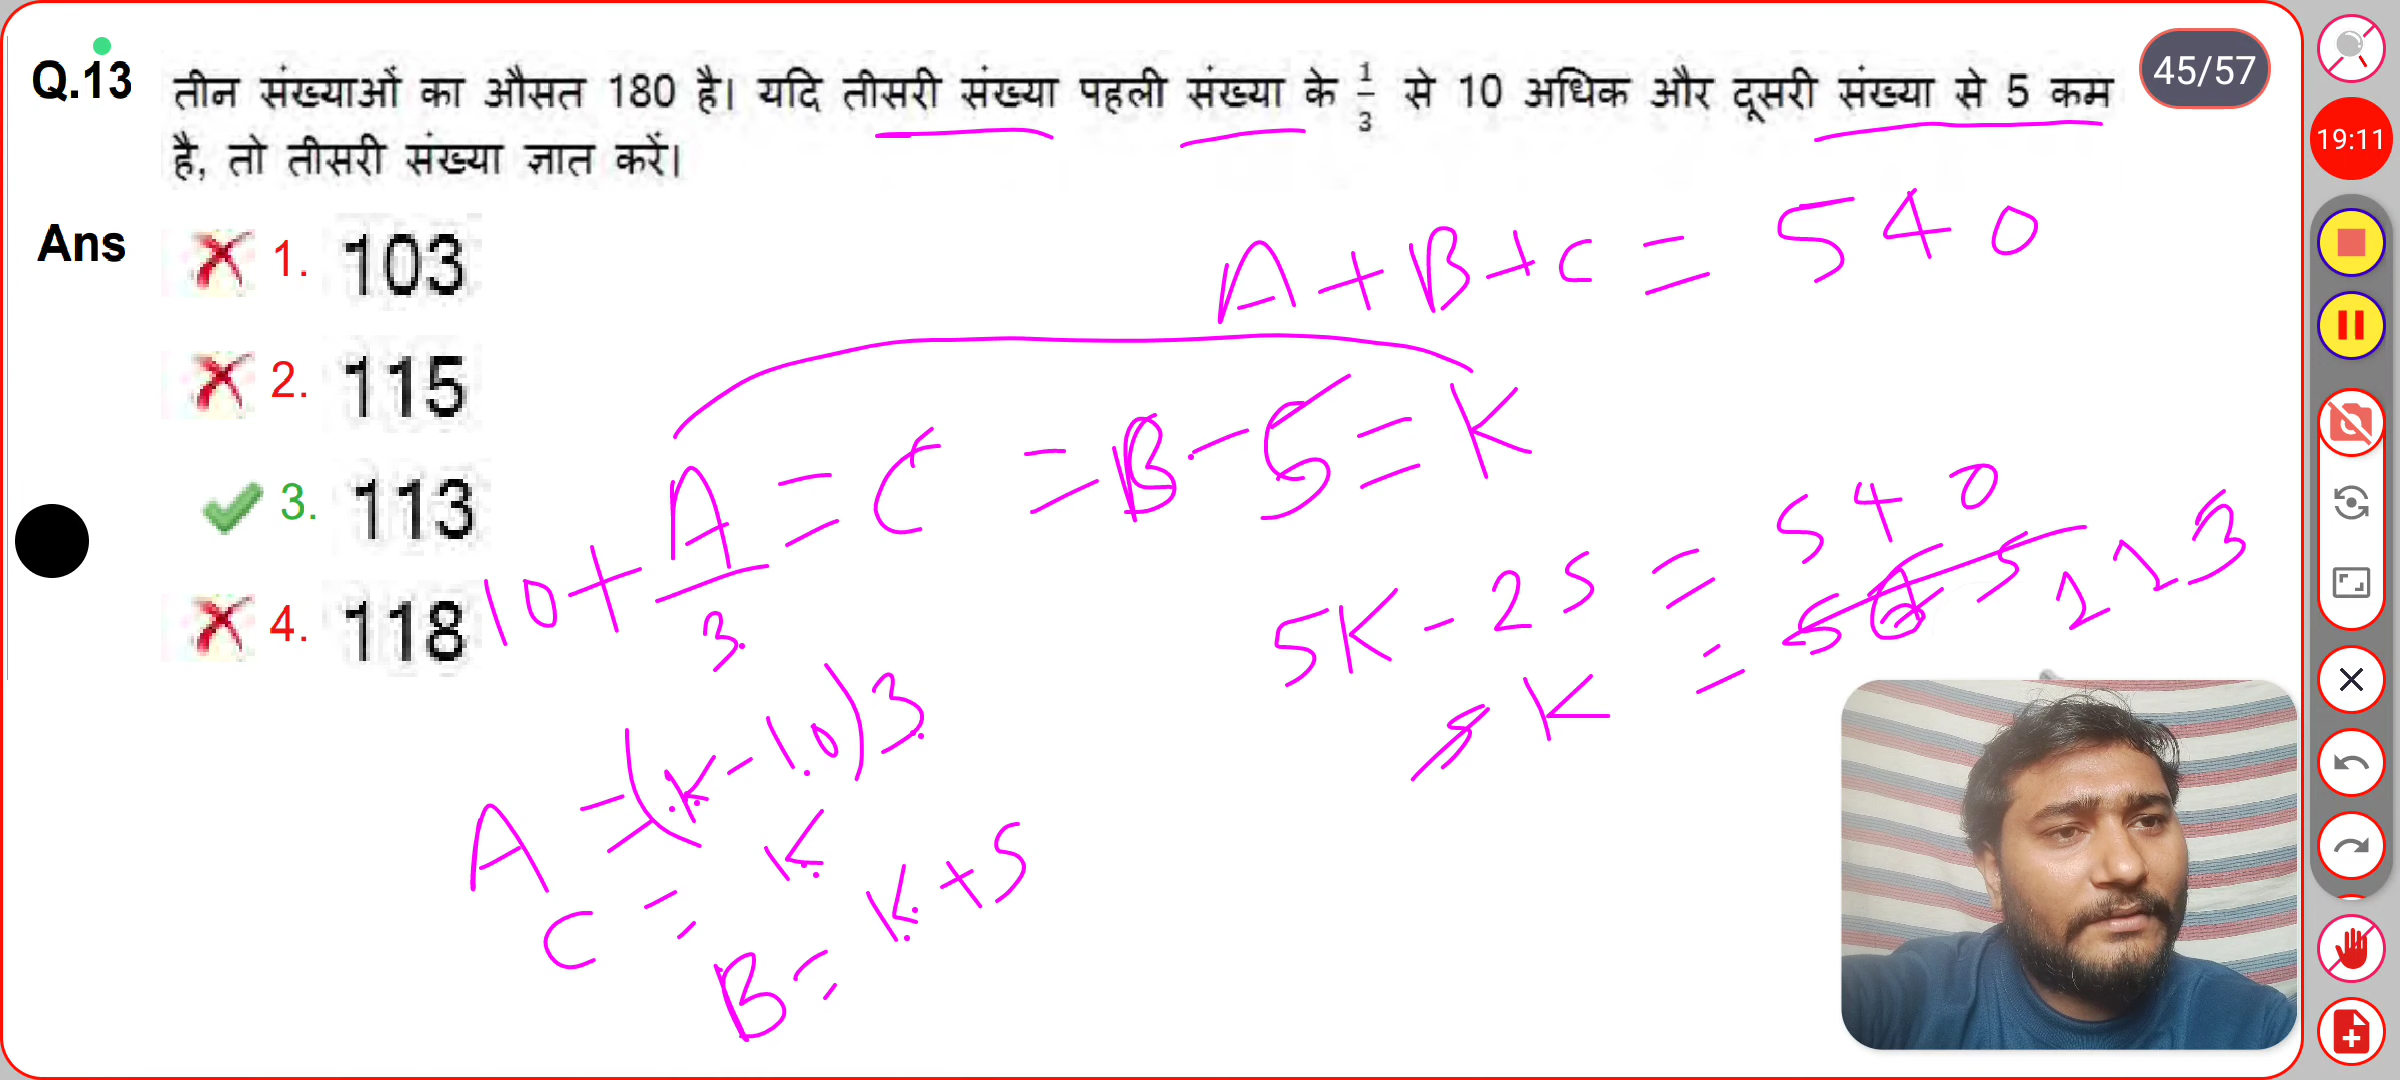 Q.13 तीन संख्याओं का औसत 180 है। यदि तीसरी संख्या पहली संख्या के 1/3 से 10 अधिक और दूसरी संख्या से 5 कम
है, तो तीसरी संख्या ज्ञात करें।
45/57
19:11
Ans
1. 103
2. 115
3. 113
4. 118
A+B+C = 540
10 + A/3 = C = B - 5 = K
5K - 25 = 540
5K = 565 113
A = (K - 10)3
C = K
B = K + 5